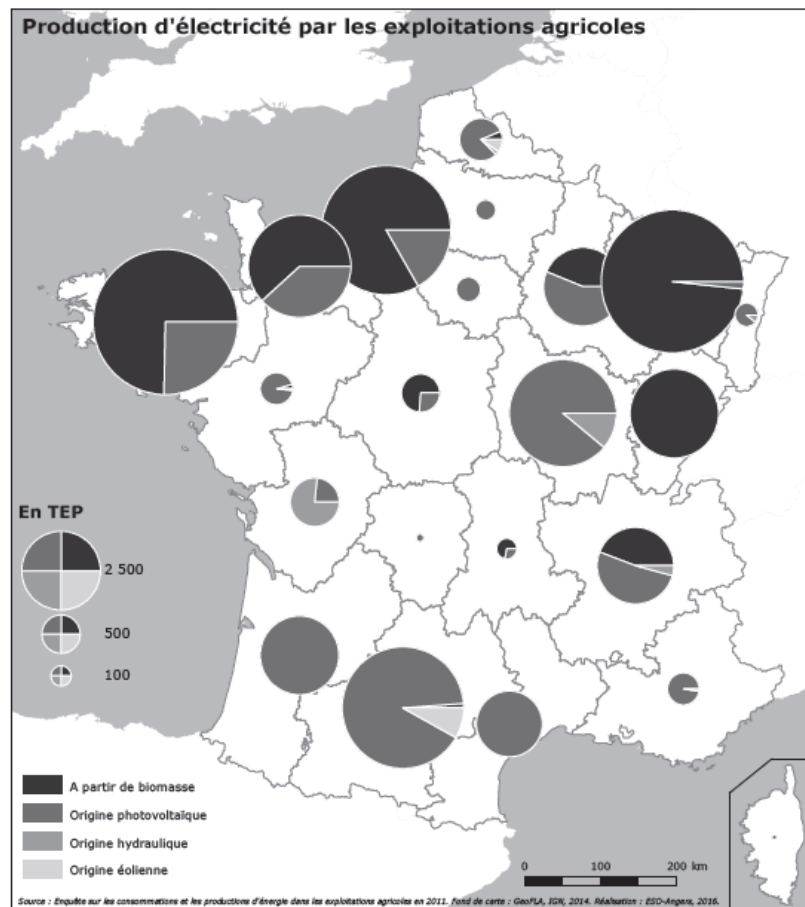 Production d'électricité par les exploitations agricoles
En TEP
2 500
500
100
A partir de biomasse
Origine photovoltaïque
Origine hydraulique
Origine éolienne
0 100 200 km
Source : Enquête sur les consommations et les productions d'énergie dans les exploitations agricoles en 2011. Fond de carte : GeoFLA, IGN, 2014. Réalisation : ESO-Angers, 2016.